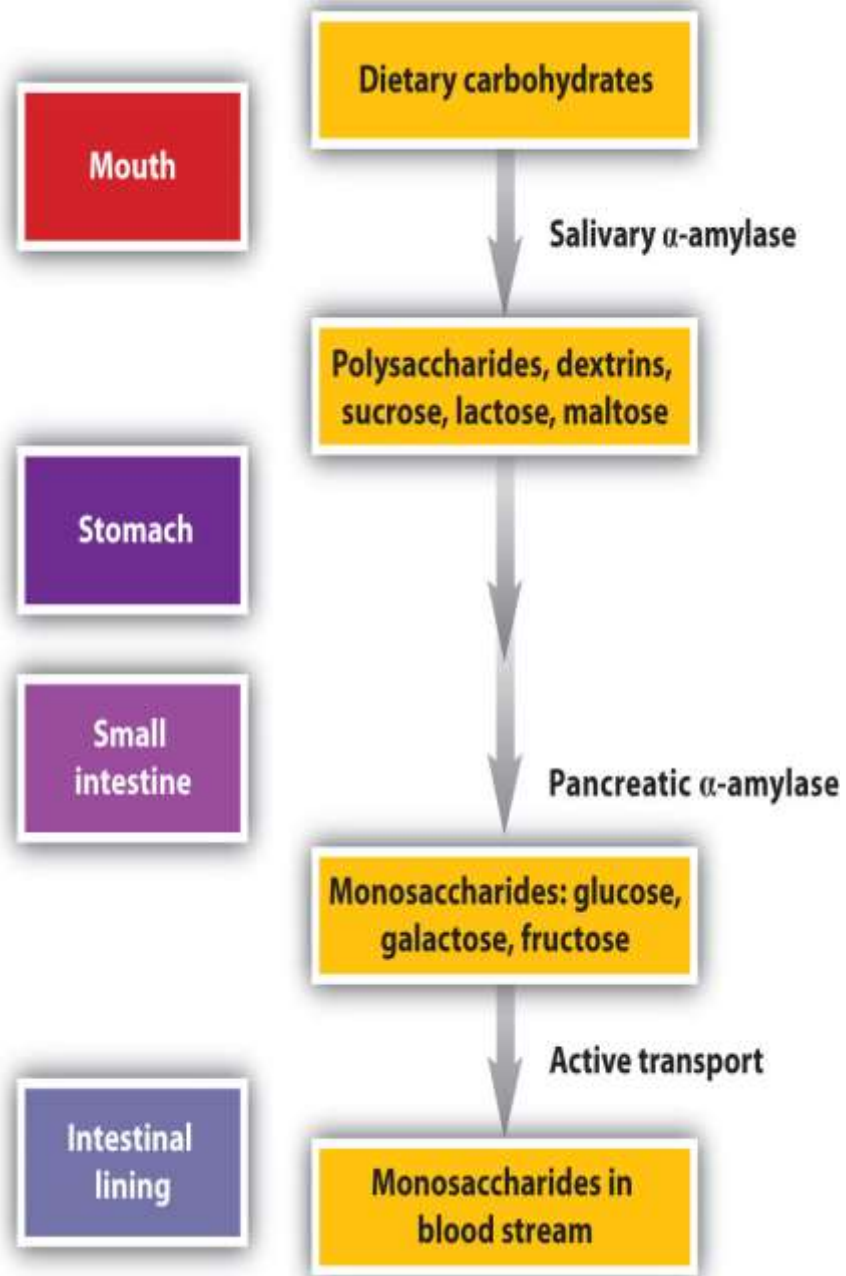 Dietary carbohydrates
Mouth
Salivary α-amylase
Polysaccharides, dextrins,
sucrose, lactose, maltose
Stomach
Small
intestine
Pancreatic α-amylase
Monosaccharides: glucose,
galactose, fructose
Active transport
Intestinal
lining
Monosaccharides in
blood stream